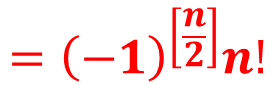 = (−1)^[n/2] n!